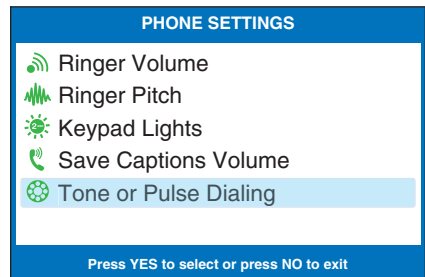 PHONE SETTINGS
Ringer Volume
Ringer Pitch
Keypad Lights
Save Captions Volume
Tone or Pulse Dialing
Press YES to select or press NO to exit